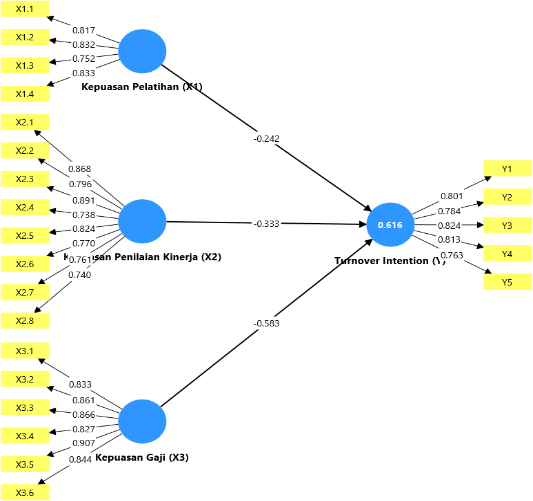 X1.1
X1.2
X1.3
X1.4
0.817
0.832
0.752
0.833
Kepuasan Pelatihan (X1)
X2.1
X2.2
X2.3
X2.4
X2.5
X2.6
X2.7
X2.8
0.868
0.796
0.891
0.738
0.824
0.770
0.761
0.740
Penilaian Kinerja (X2)
X3.1
X3.2
X3.3
X3.4
X3.5
X3.6
0.833
0.861
0.866
0.827
0.907
0.844
Kepuasan Gaji (X3)
-0.242
-0.333
-0.583
0.616
Turnover Intention (Y)
0.801
0.784
0.824
0.813
0.763
Y1
Y2
Y3
Y4
Y5